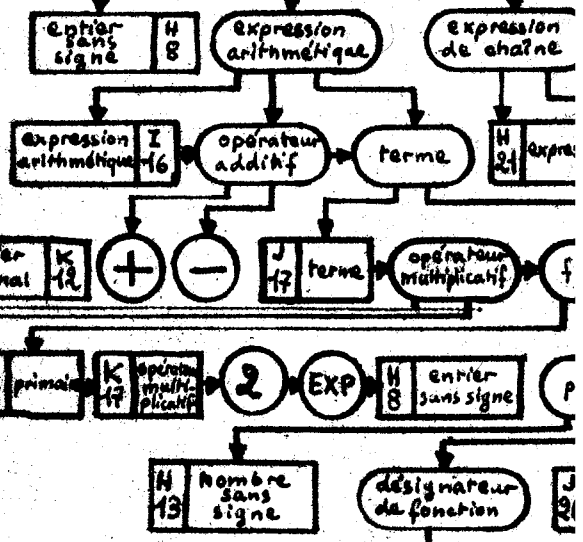 entier
sans
signe
H
8
expression
arithmétique
expression
de chaîne
expression
arithmétique
I
16
opérateur
additif
terme
H
21
K
12
+
−
J
17
terme
opérateur
multiplicatif
f
K
17
opérateur
multi-
plicatif
2
EXP
H
8
entier
sans signe
H
13
nombre
sans
signe
désignateur
de fonction